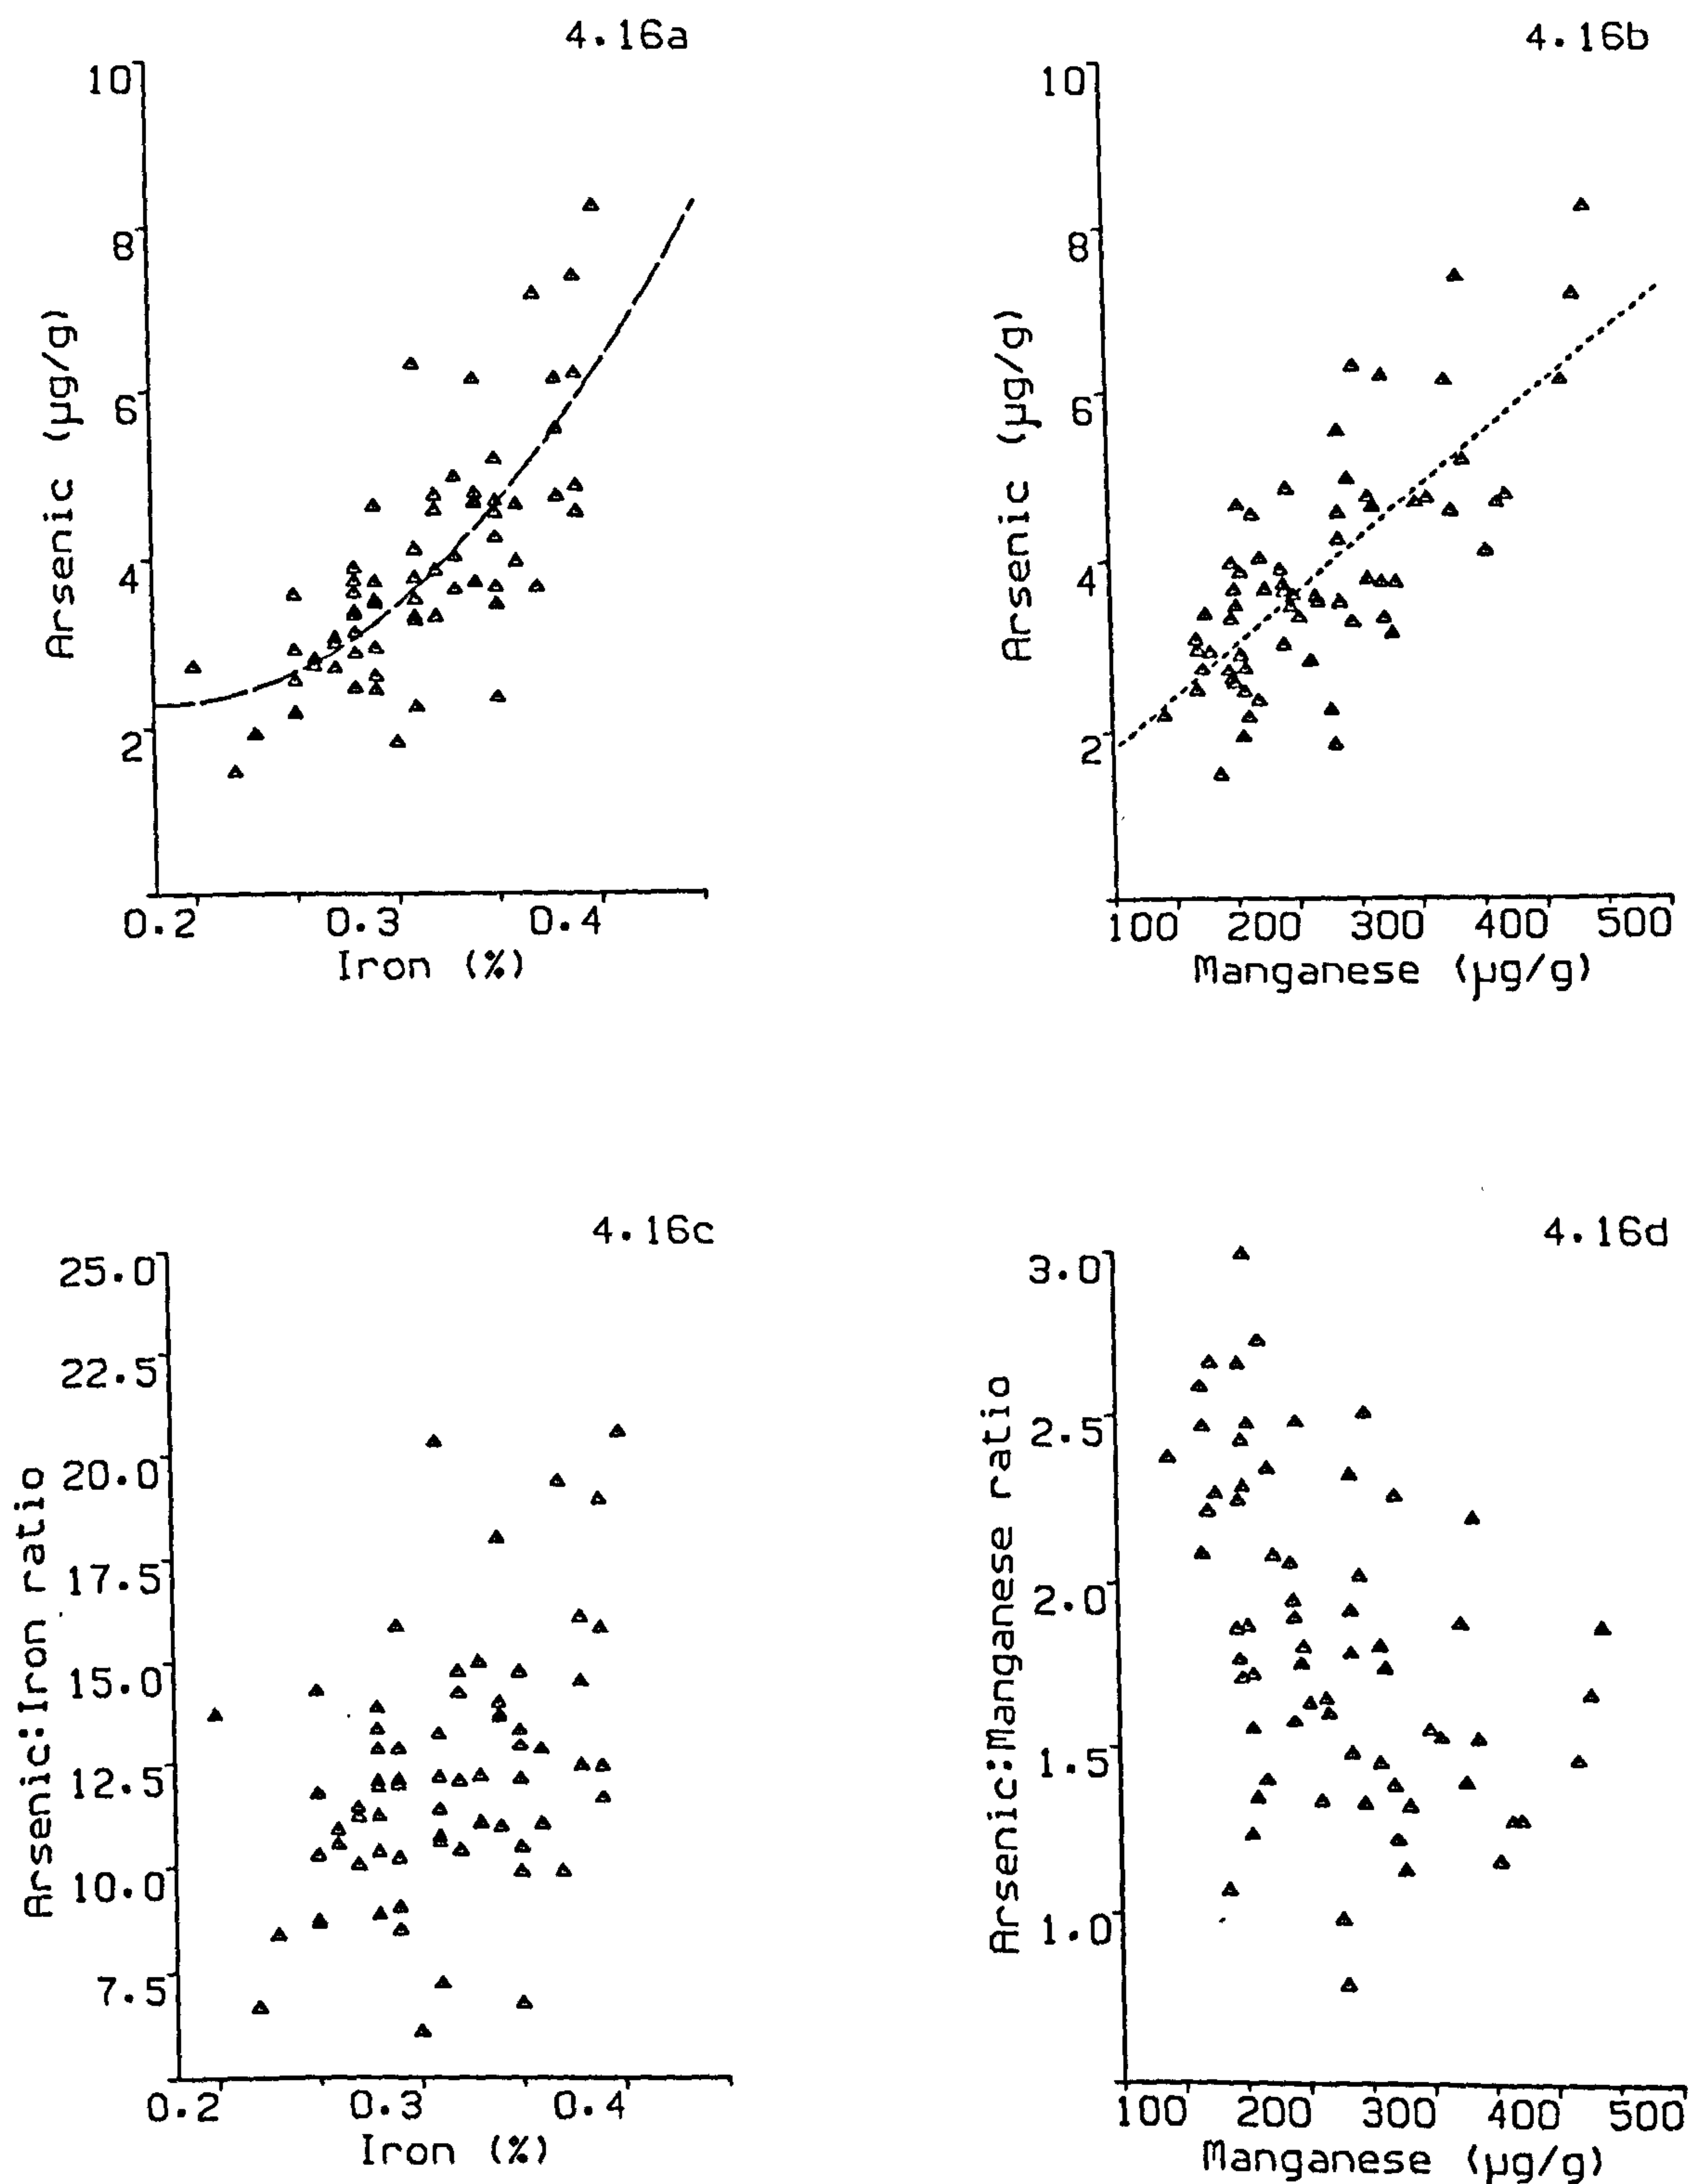 4.16a
10
8
6
4
2
Arsenic (µg/g)
0.2 0.3 0.4
Iron (%)
4.16b
10
8
6
4
2
Arsenic (µg/g)
100 200 300 400 500
Manganese (µg/g)
4.16c
25.0
22.5
20.0
17.5
15.0
12.5
10.0
7.5
Arsenic:Iron ratio
0.2 0.3 0.4
Iron (%)
4.16d
3.0
2.5
2.0
1.5
1.0
Arsenic:Manganese ratio
100 200 300 400 500
Manganese (µg/g)